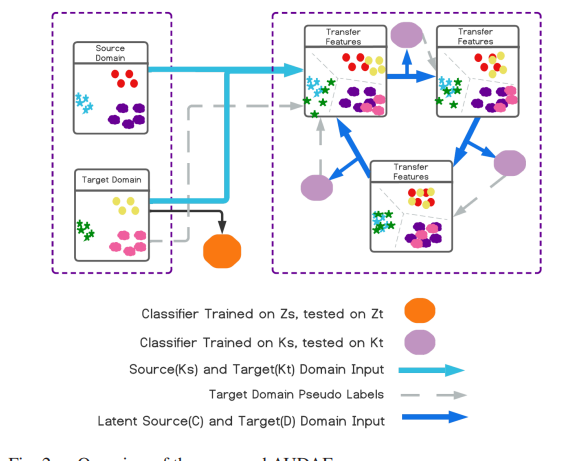 Source
Domain
Target Domain
Transfer
Features
Transfer
Features
Transfer
Features
Classifier Trained on Zs, tested on Zt
Classifier Trained on Ks, tested on Kt
Source(Ks) and Target(Kt) Domain Input
Target Domain Pseudo Labels
Latent Source(C) and Target(D) Domain Input